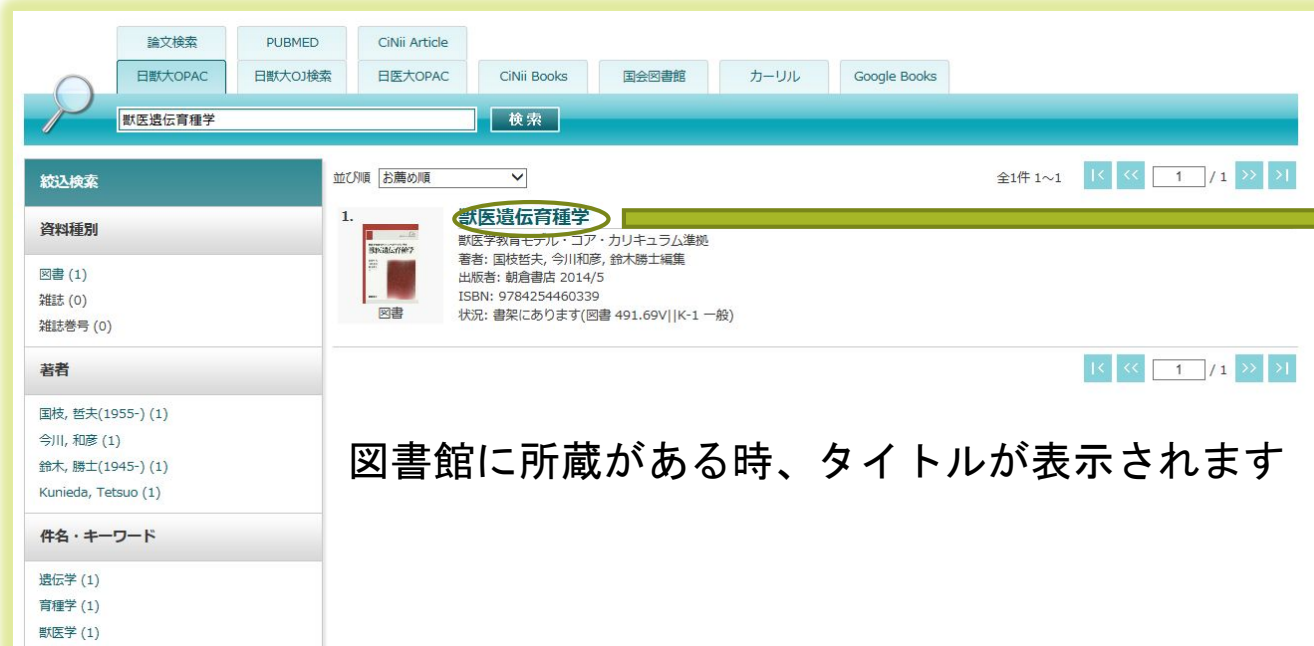 論文検索 PUBMED CiNii Article
日獣大OPAC 日獣大OJ検索 日医大OPAC CiNii Books 国会図書館 カーリル Google Books
獣医遺伝育種学 検索
絞込検索
資料種別
図書 (1)
雑誌 (0)
雑誌巻号 (0)
著者
国枝, 哲夫(1955-) (1)
今川, 和彦 (1)
鈴木, 勝士(1945-) (1)
Kunieda, Tetsuo (1)
件名・キーワード
遺伝学 (1)
育種学 (1)
獣医学 (1)
並び順 お薦め順 全1件 1~1 |< << 1 / 1 >> >|
1. 獣医遺伝育種学
獣医学教育モデル・コア・カリキュラム準拠
著者: 国枝哲夫, 今川和彦, 鈴木勝士編集
出版者: 朝倉書店 2014/5
ISBN: 9784254460339
状況: 書架にあります(図書 491.69V||K-1 一般)
獣医遺伝育種学
図書
|< << 1 / 1 >> >|
図書館に所蔵がある時、タイトルが表示されます